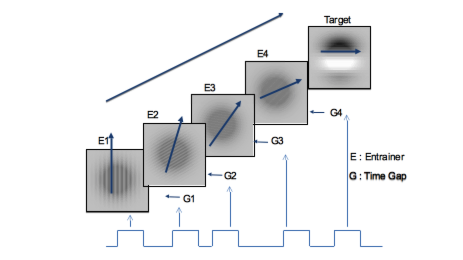 Target
E4
E3
E2
E1
G4
G3
G2
G1
E : Entrainer
G : Time Gap